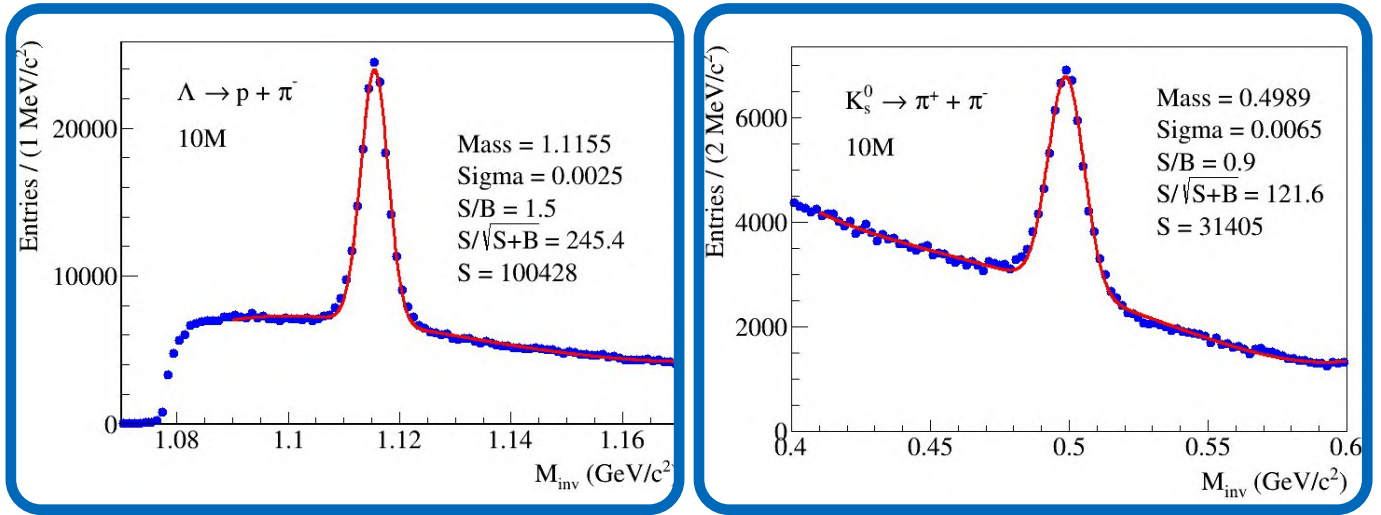 Entries / (1 MeV/c²)
Λ → p + π⁻
10M
Mass = 1.1155
Sigma = 0.0025
S/B = 1.5
S/√S+B = 245.4
S = 100428
20000
10000
0
1.08 1.1 1.12 1.14 1.16
M_inv (GeV/c²)
Entries / (2 MeV/c²)
K⁰_s → π⁺ + π⁻
10M
Mass = 0.4989
Sigma = 0.0065
S/B = 0.9
S/√S+B = 121.6
S = 31405
6000
4000
2000
0
0.4 0.45 0.5 0.55 0.6
M_inv (GeV/c²)